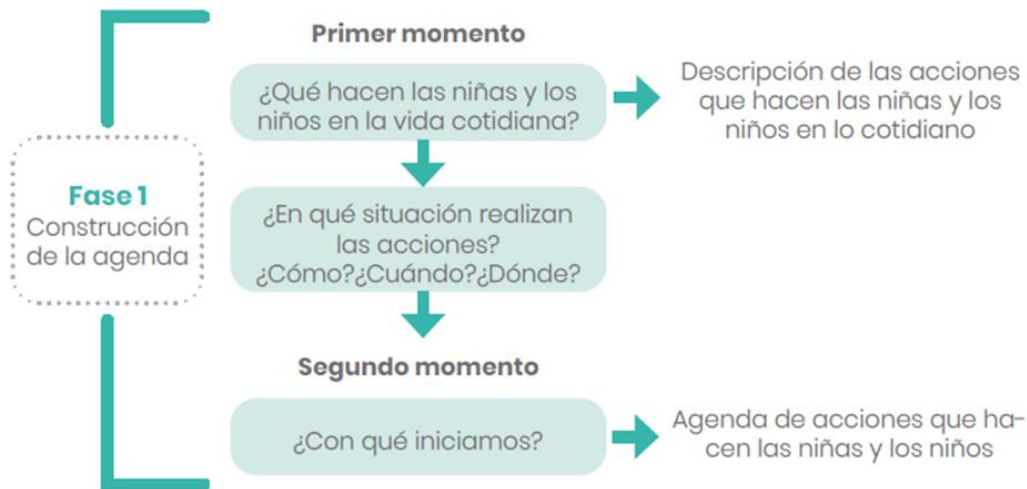 Primer momento
¿Qué hacen las niñas y los
niños en la vida cotidiana?
Descripción de las acciones
que hacen las niñas y los
niños en lo cotidiano
Fase 1
Construcción
de la agenda
¿En qué situación realizan
las acciones?
¿Cómo?¿Cuándo?¿Dónde?
Segundo momento
¿Con qué iniciamos?
Agenda de acciones que ha-
cen las niñas y los niños